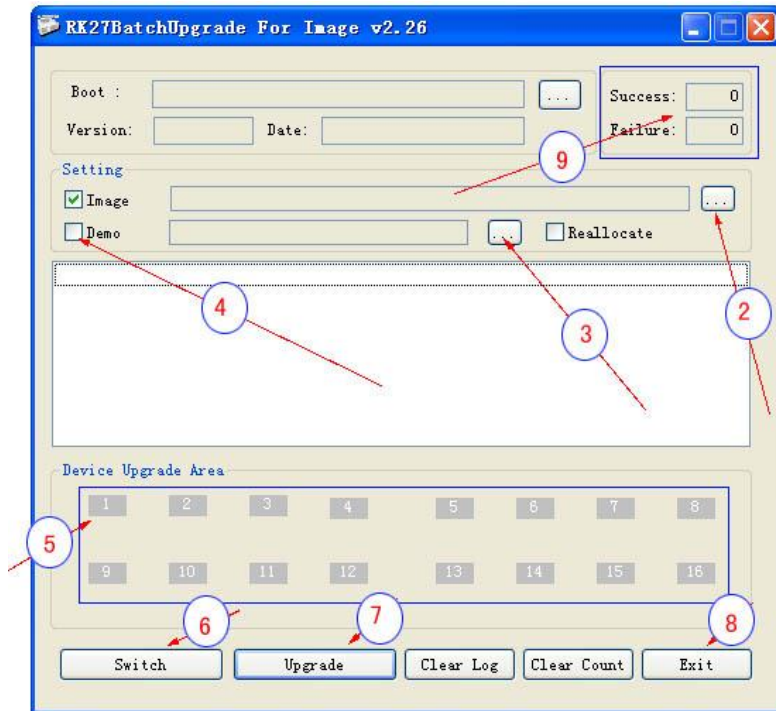 RK27BatchUpgrade For Image v2.26
Boot :
...
Success: 0
Version:
Date:
Failure: 0
9
Setting
Image
...
Demo
...
Reallocate
4
3
2
Device Upgrade Area
1 2 3 4 5 6 7 8
5
9 10 11 12 13 14 15 16
6
7
8
Switch
Upgrade
Clear Log
Clear Count
Exit